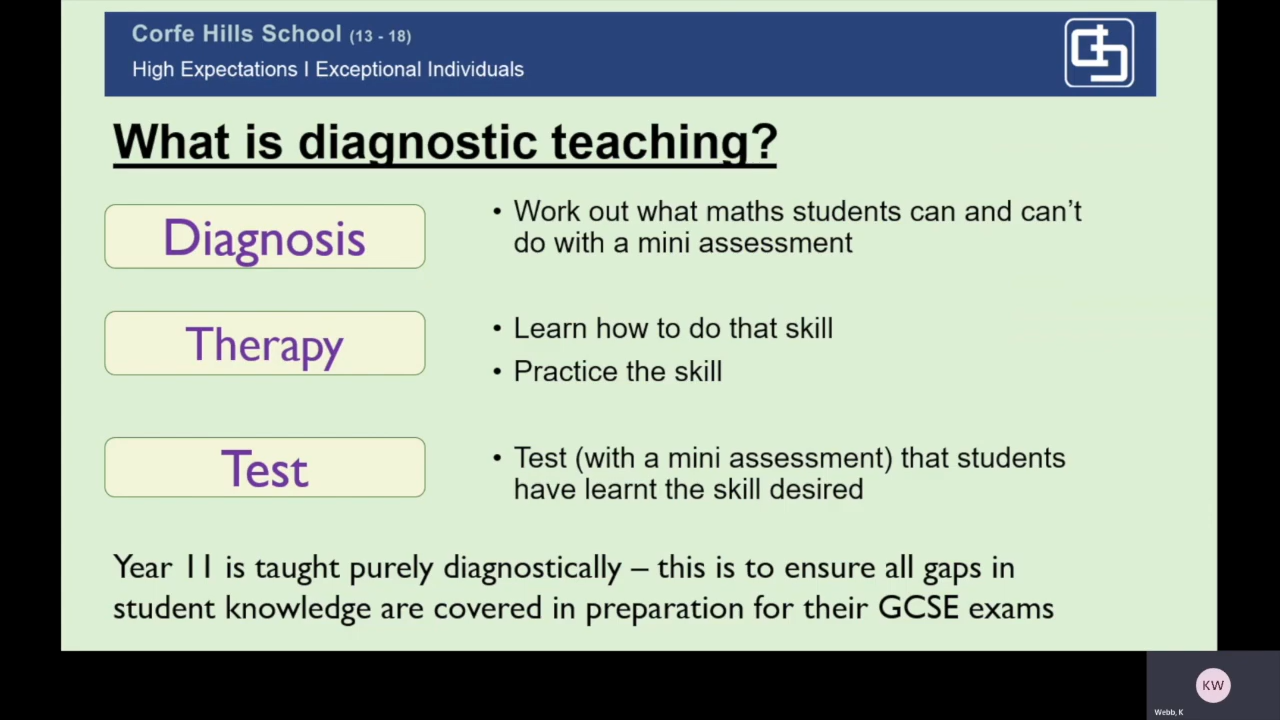 Corfe Hills School (13 - 18)
High Expectations I Exceptional Individuals
What is diagnostic teaching?
Diagnosis
• Work out what maths students can and can’t
do with a mini assessment
Therapy
• Learn how to do that skill
• Practice the skill
Test
• Test (with a mini assessment) that students
have learnt the skill desired
Year 11 is taught purely diagnostically – this is to ensure all gaps in
student knowledge are covered in preparation for their GCSE exams
KW
Webb, K